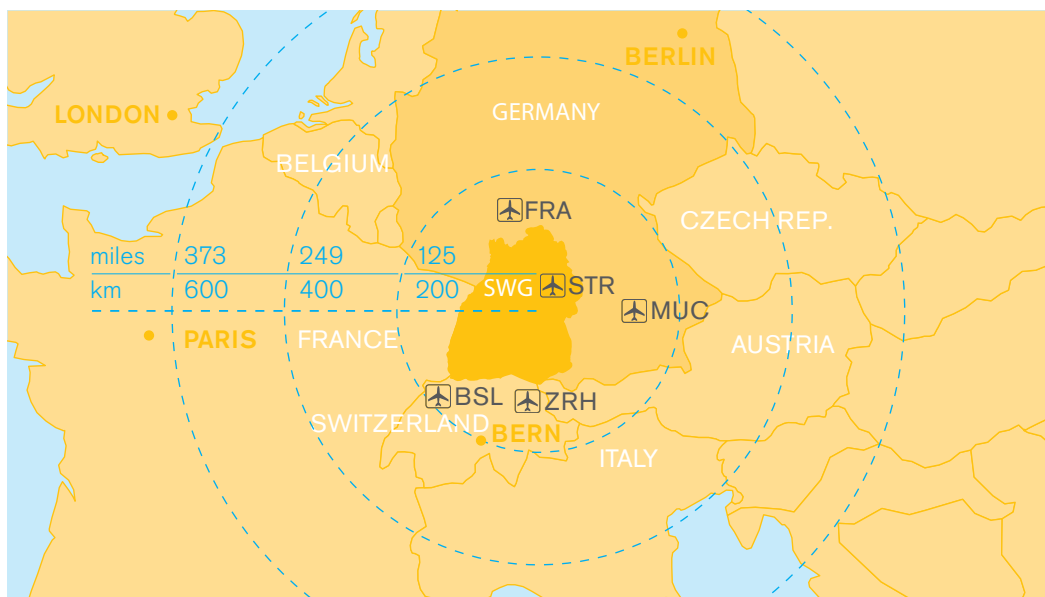 BERLIN
LONDON
GERMANY
BELGIUM
FRA
CZECH REP.
miles 373 249 125
km 600 400 200
SWG STR
MUC
PARIS
FRANCE
AUSTRIA
BSL
ZRH
SWITZERLAND
BERN
ITALY